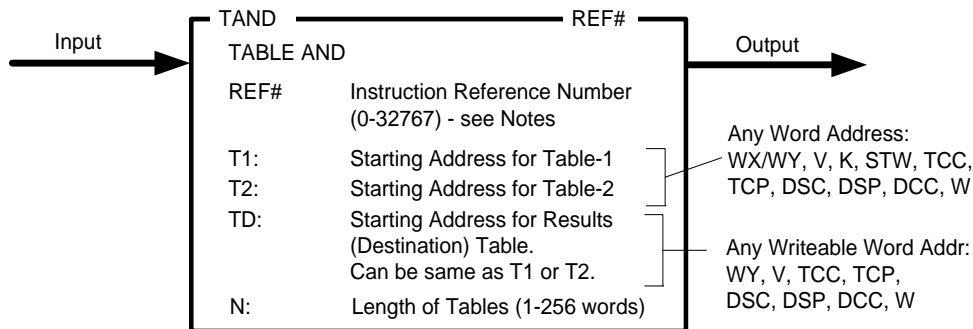 TAND REF#
Input
TABLE AND
Output
REF# Instruction Reference Number
(0-32767) - see Notes
T1: Starting Address for Table-1
T2: Starting Address for Table-2
Any Word Address:
WX/WY, V, K, STW, TCC,
TCP, DSC, DSP, DCC, W
TD: Starting Address for Results
(Destination) Table.
Can be same as T1 or T2.
Any Writeable Word Addr:
WY, V, TCC, TCP,
DSC, DSP, DCC, W
N: Length of Tables (1-256 words)